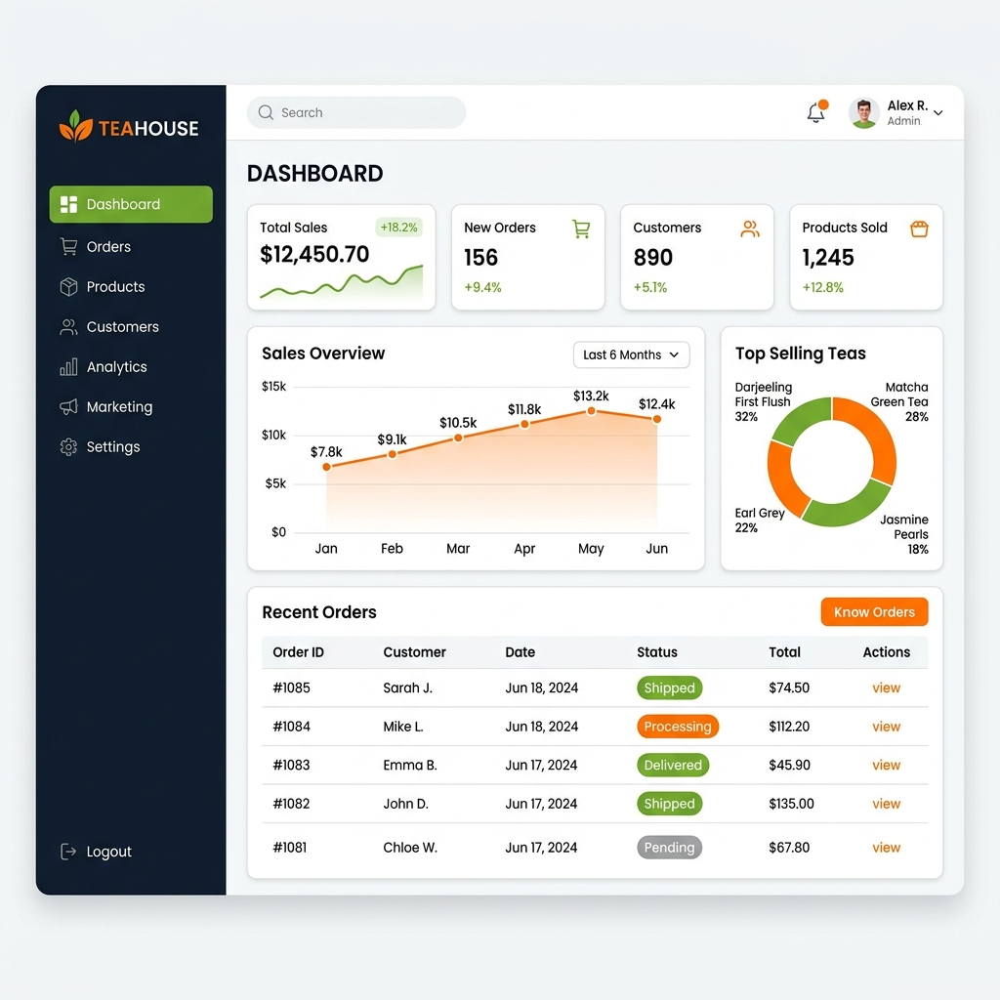 TEAHOUSE
Search
Alex R.
Admin
Dashboard
Orders
Products
Customers
Analytics
Marketing
Settings
Logout
DASHBOARD
Total Sales
+18.2%
$12,450.70
New Orders
156
+9.4%
Customers
890
+5.1%
Products Sold
1,245
+12.8%
Sales Overview
Last 6 Months
$15k
$10k
$5k
$0
$7.8k
$9.1k
$10.5k
$11.8k
$13.2k
$12.4k
Jan
Feb
Mar
Apr
May
Jun
Top Selling Teas
Darjeeling
First Flush
32%
Matcha
Green Tea
28%
Earl Grey
22%
Jasmine
Pearls
18%
Recent Orders
Know Orders
Order ID Customer Date Status Total Actions
#1085 Sarah J. Jun 18, 2024 Shipped $74.50 view
#1084 Mike L. Jun 18, 2024 Processing $112.20 view
#1083 Emma B. Jun 17, 2024 Delivered $45.90 view
#1082 John D. Jun 17, 2024 Shipped $135.00 view
#1081 Chloe W. Jun 17, 2024 Pending $67.80 view